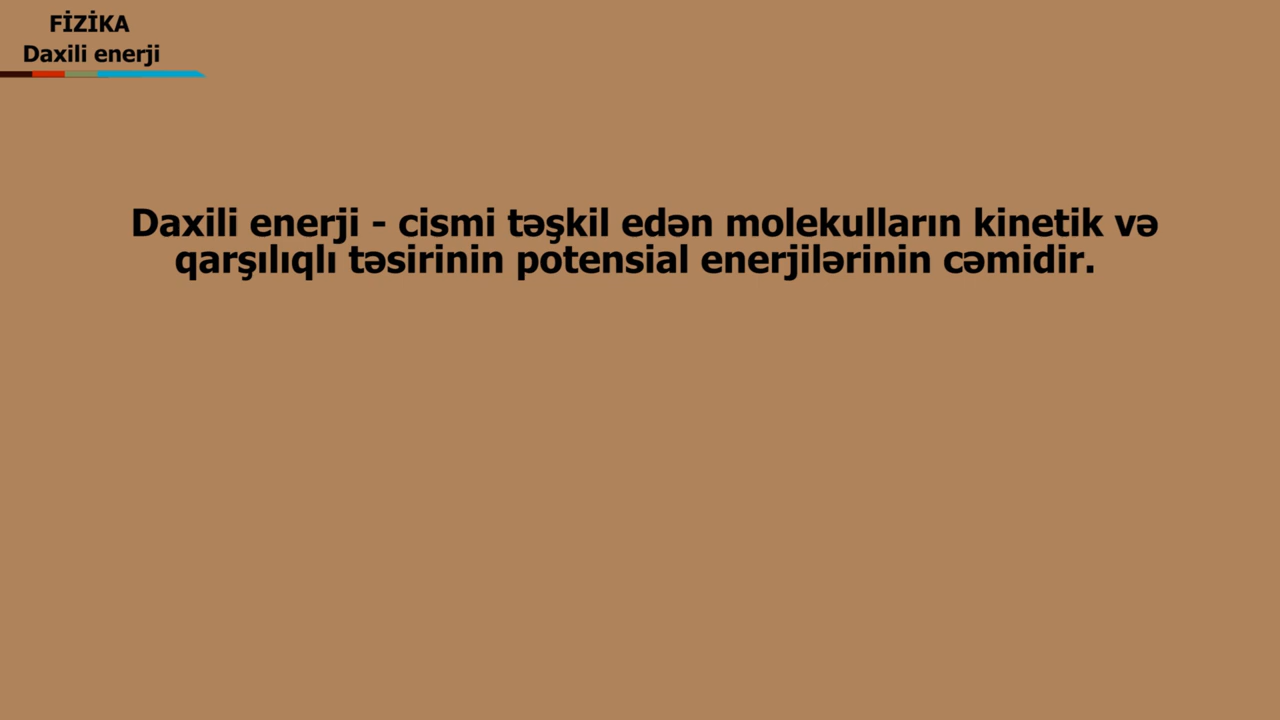 FİZİKA
Daxili enerji
Daxili enerji - cismi təşkil edən molekulların kinetik və
qarşılıqlı təsirinin potensial enerjilərinin cəmidir.